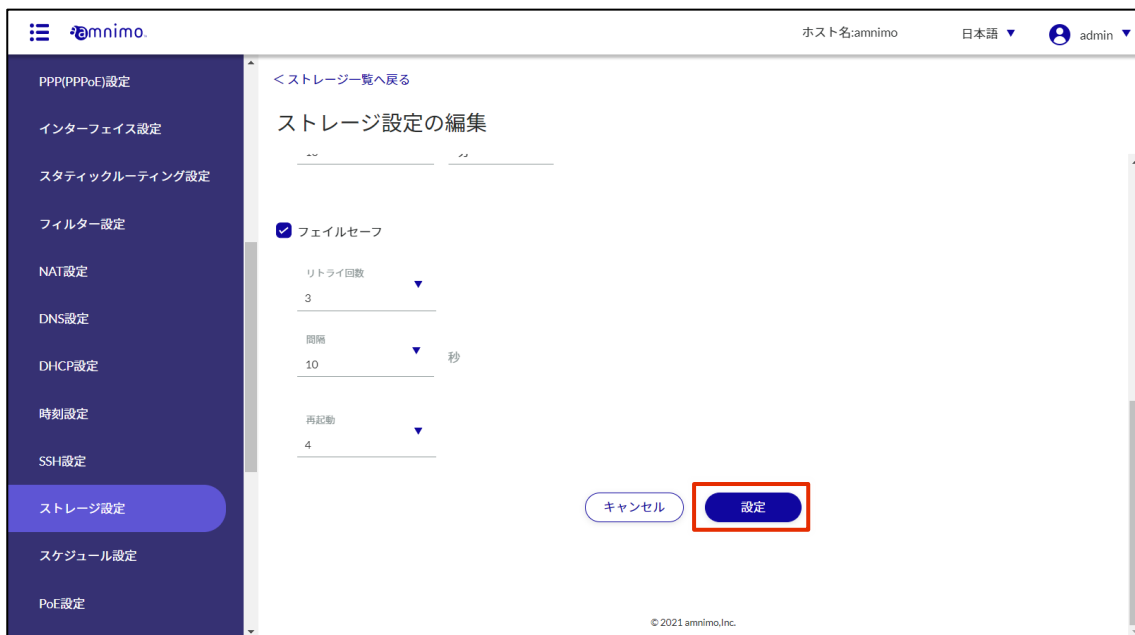 amnimo.
ホスト名:amnimo
日本語
admin
PPP(PPPoE)設定
インターフェイス設定
スタティックルーティング設定
フィルター設定
NAT設定
DNS設定
DHCP設定
時刻設定
SSH設定
ストレージ設定
スケジュール設定
PoE設定
<ストレージ一覧へ戻る
ストレージ設定の編集
フェイルセーフ
リトライ回数
3
間隔
10
秒
再起動
4
キャンセル
設定
© 2021 amnimo,Inc.